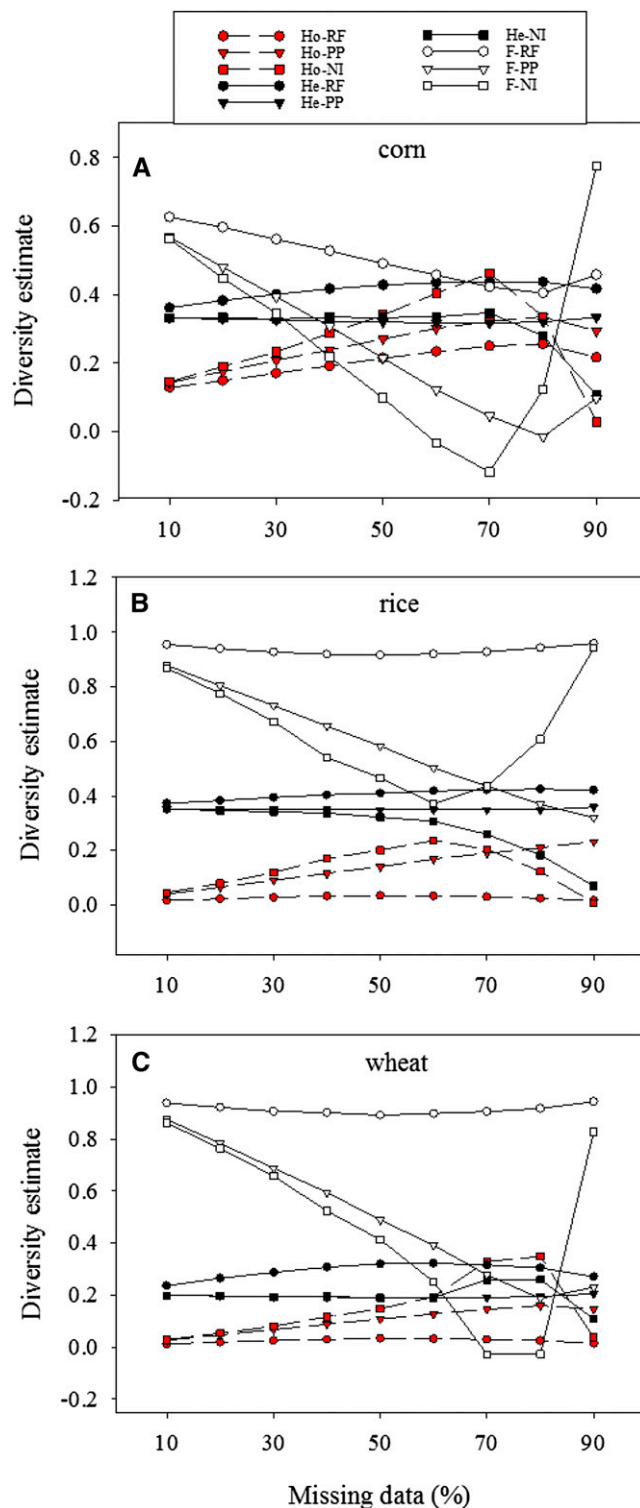 Ho-RF
Ho-PP
Ho-NI
He-RF
He-PP
He-NI
F-RF
F-PP
F-NI
A
corn
Diversity estimate
0.8
0.6
0.4
0.2
0.0
-0.2
10 30 50 70 90
B
rice
Diversity estimate
1.2
1.0
0.8
0.6
0.4
0.2
0.0
10 30 50 70 90
C
wheat
Diversity estimate
1.2
1.0
0.8
0.6
0.4
0.2
0.0
-0.2
10 30 50 70 90
Missing data (%)